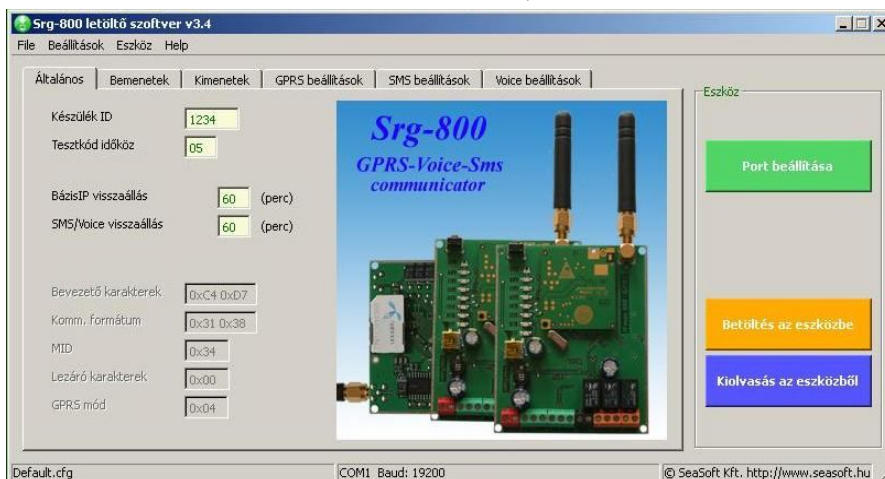 Srg-800 letöltő szoftver v3.4
File Beállítások Eszköz Help
Általános Bemenetek Kimenetek GPRS beállítások SMS beállítások Voice beállítások
Készülék ID 1234
Tesztkód időköz 05
BázisIP visszaállás 60 (perc)
SMS/Voice visszaállás 60 (perc)
Bevezető karakterek 0xC4 0xD7
Komm. formátum 0x31 0x38
MID 0x34
Lezáró karakterek 0x00
GPRS mód 0x04
Srg-800
GPRS-Voice-Sms
communicator
Eszköz
Port beállítása
Betöltés az eszközbe
Kiolvasás az eszközből
Default.cfg COM1 Baud: 19200 © SeaSoft Kft. http://www.seasoft.hu